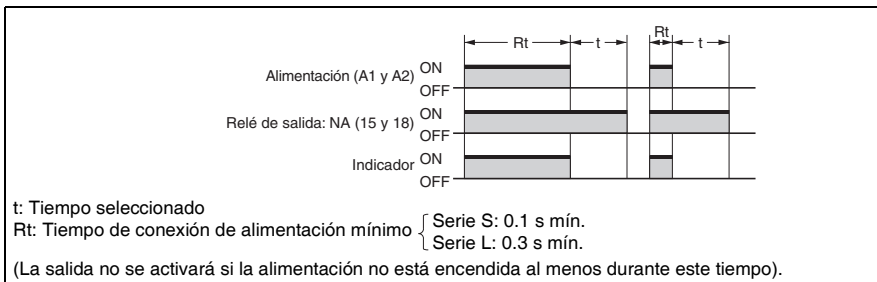 Rt t Rt t
Alimentación (A1 y A2) ON
OFF
Relé de salida: NA (15 y 18) ON
OFF
Indicador ON
OFF
t: Tiempo seleccionado
Rt: Tiempo de conexión de alimentación mínimo { Serie S: 0.1 s mín.
Serie L: 0.3 s mín.
(La salida no se activará si la alimentación no está encendida al menos durante este tiempo).